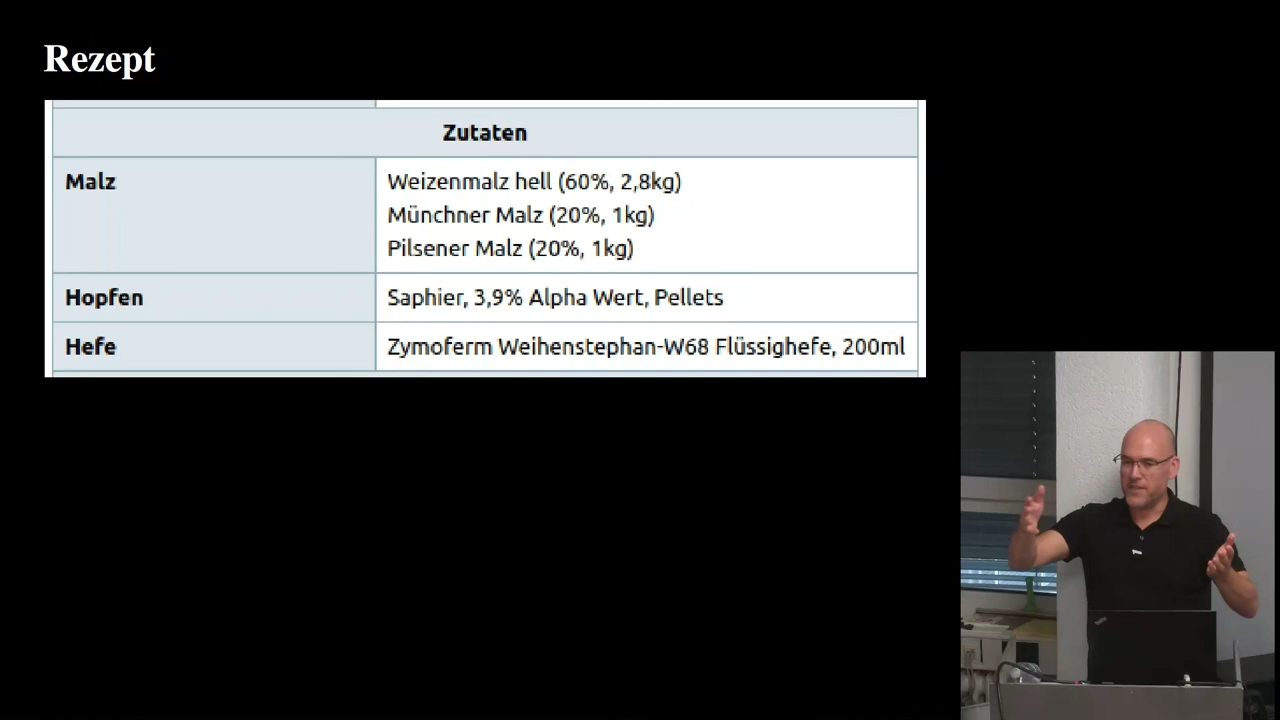 Rezept
Zutaten
Malz
Weizenmalz hell (60%, 2,8kg)
Münchner Malz (20%, 1kg)
Pilsener Malz (20%, 1kg)
Hopfen
Saphier, 3,9% Alpha Wert, Pellets
Hefe
Zymoferm Weihenstephan-W68 Flüssighefe, 200ml